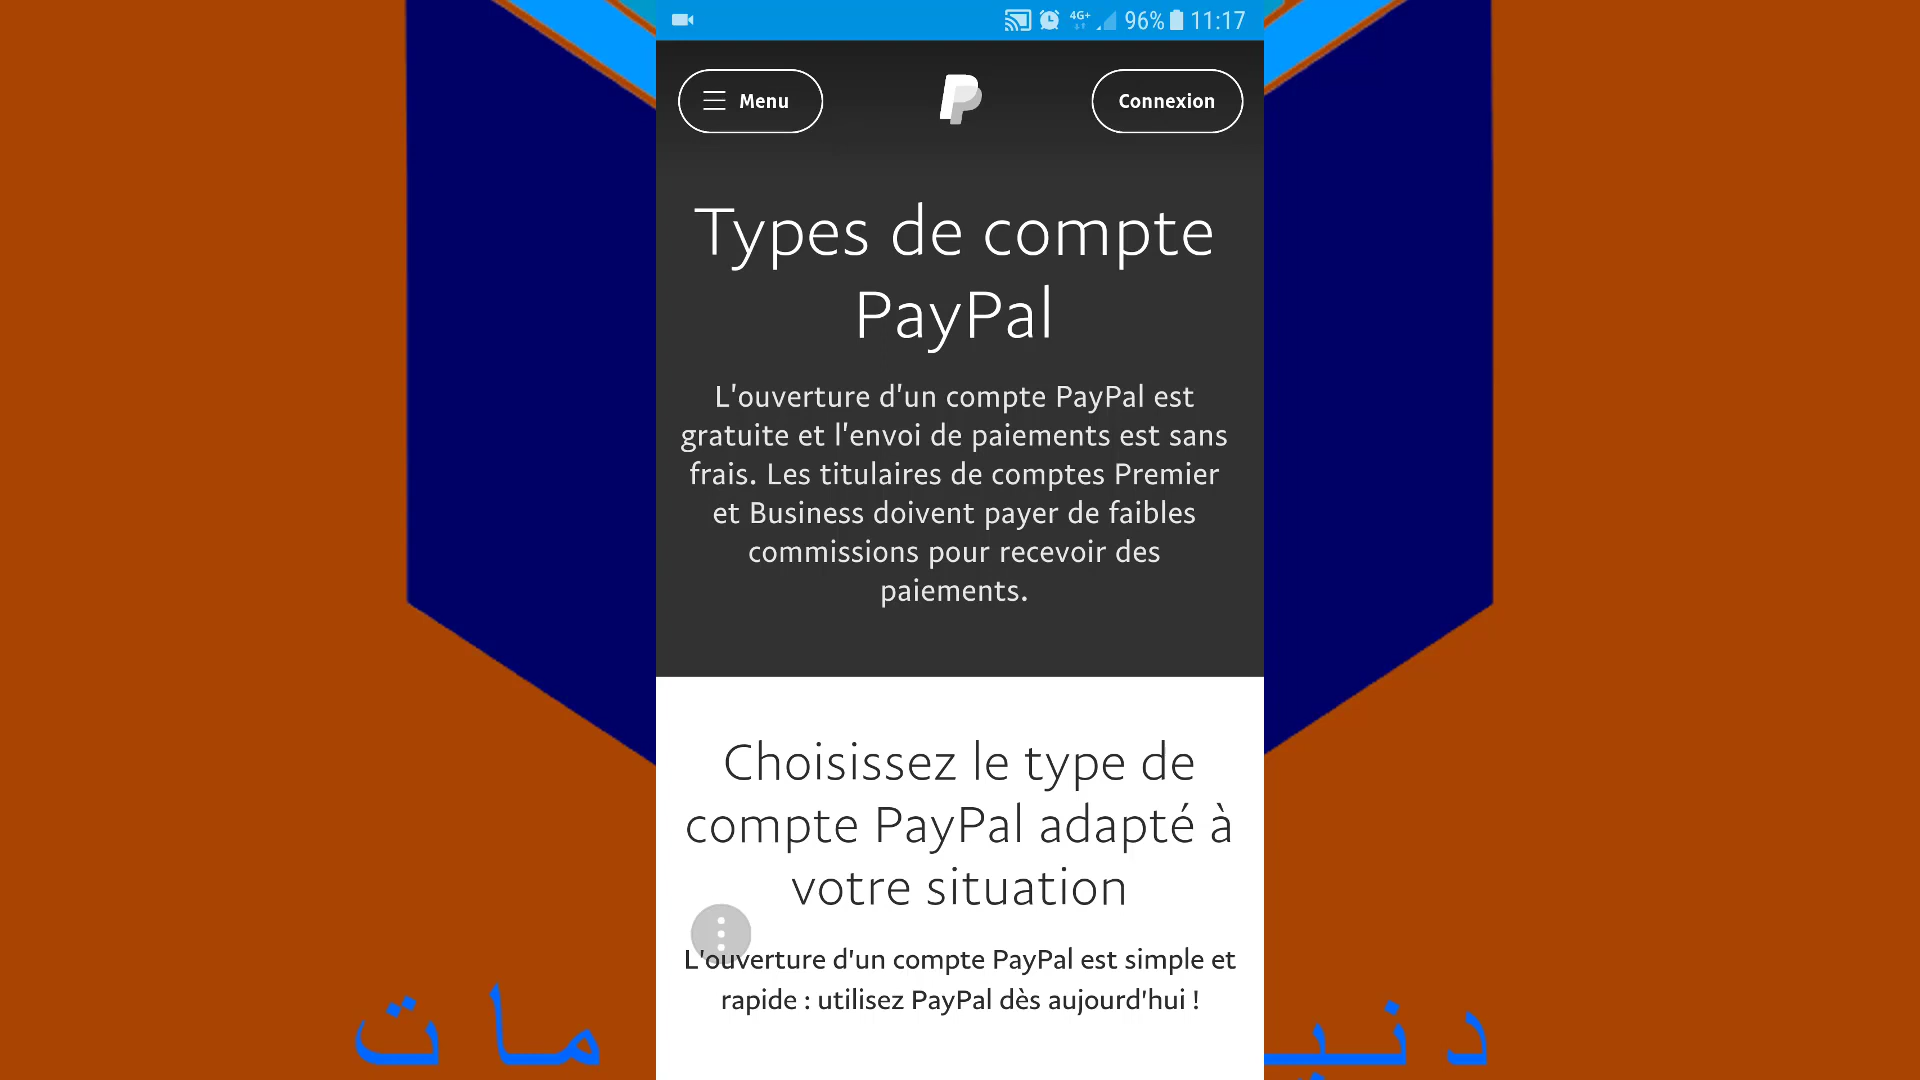 4G+ 96% 11:17
Menu
Connexion
Types de compte
PayPal
L'ouverture d'un compte PayPal est
gratuite et l'envoi de paiements est sans
frais. Les titulaires de comptes Premier
et Business doivent payer de faibles
commissions pour recevoir des
paiements.
Choisissez le type de
compte PayPal adapté à
votre situation
L'ouverture d'un compte PayPal est simple et
rapide : utilisez PayPal dès aujourd'hui !